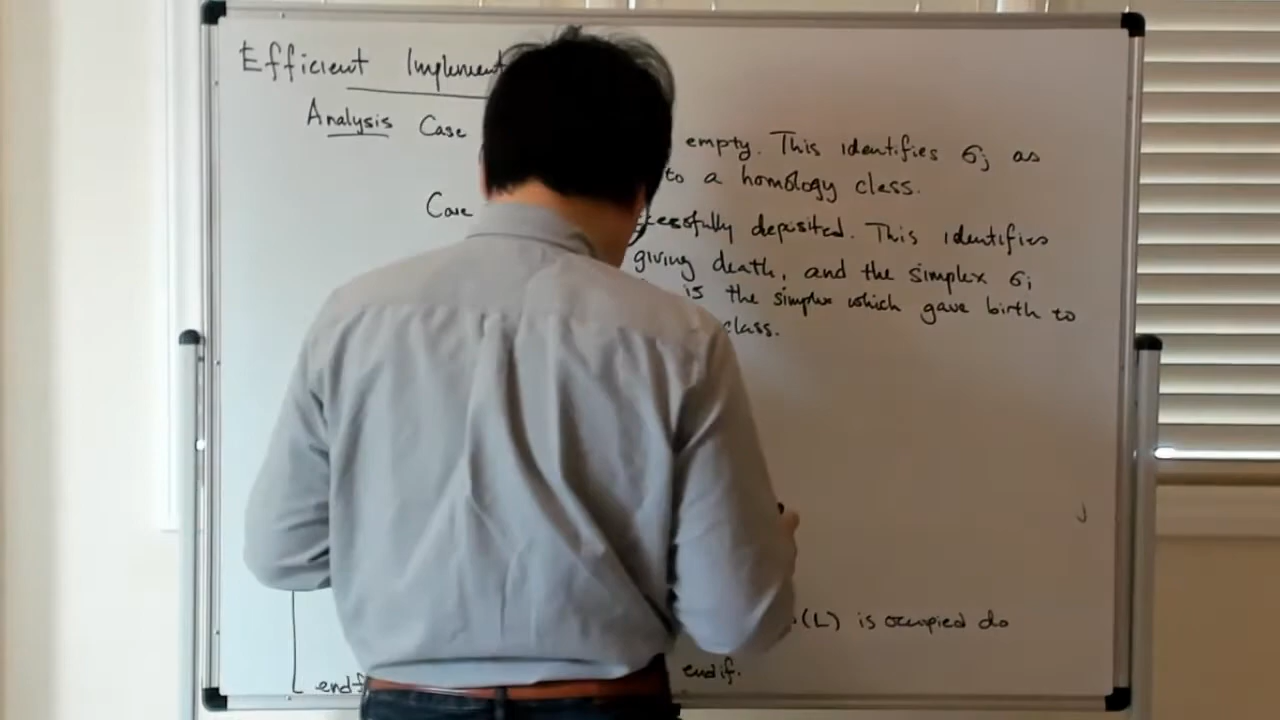 Efficient Implement
Analysis Case empty. This identifies σj as
to a homology class.
Case cessfully deposited. This identifies
giving death, and the simplex σi
is the simplex which gave birth to
class.
j
(L) is occupied do
endf endif.